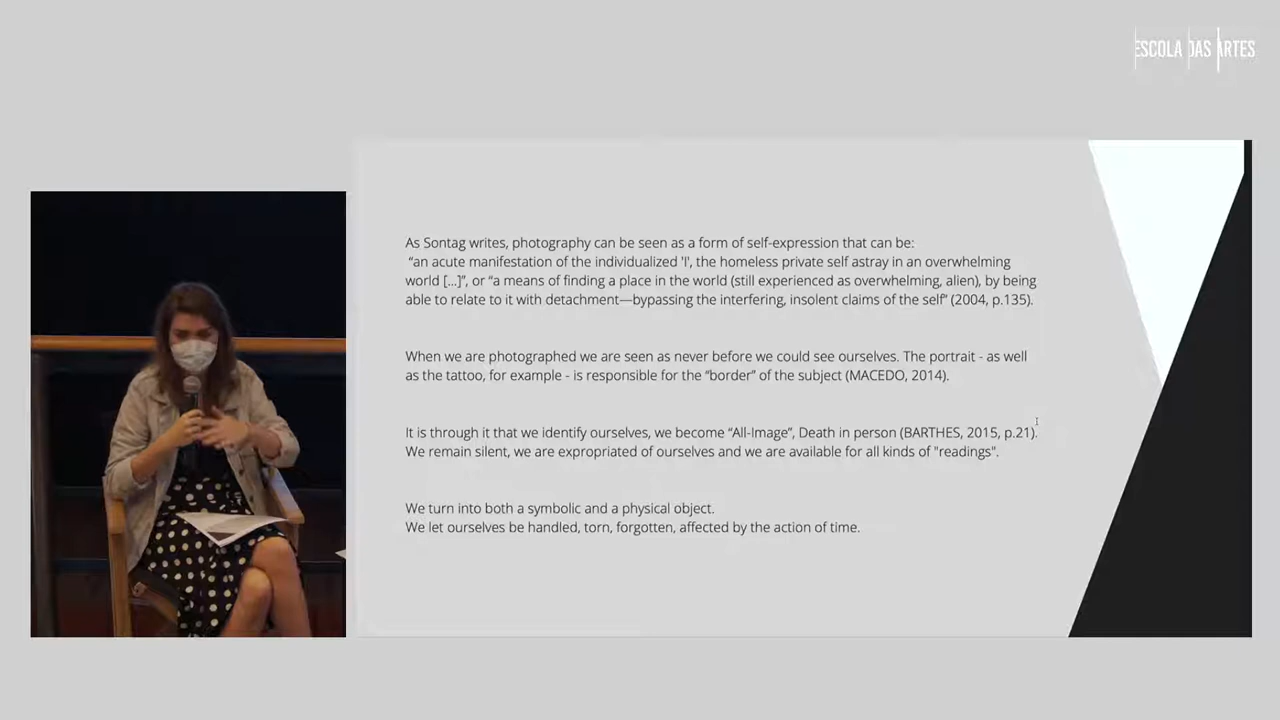 ESCOLA DAS ARTES
As Sontag writes, photography can be seen as a form of self-expression that can be:
“an acute manifestation of the individualized 'I', the homeless private self astray in an overwhelming
world [...]”, or “a means of finding a place in the world (still experienced as overwhelming, alien), by being
able to relate to it with detachment—bypassing the interfering, insolent claims of the self” (2004, p.135).
When we are photographed we are seen as never before we could see ourselves. The portrait - as well
as the tattoo, for example - is responsible for the “border” of the subject (MACEDO, 2014).
It is through it that we identify ourselves, we become “All-Image”, Death in person (BARTHES, 2015, p.21).
We remain silent, we are expropriated of ourselves and we are available for all kinds of "readings".
We turn into both a symbolic and a physical object.
We let ourselves be handled, torn, forgotten, affected by the action of time.